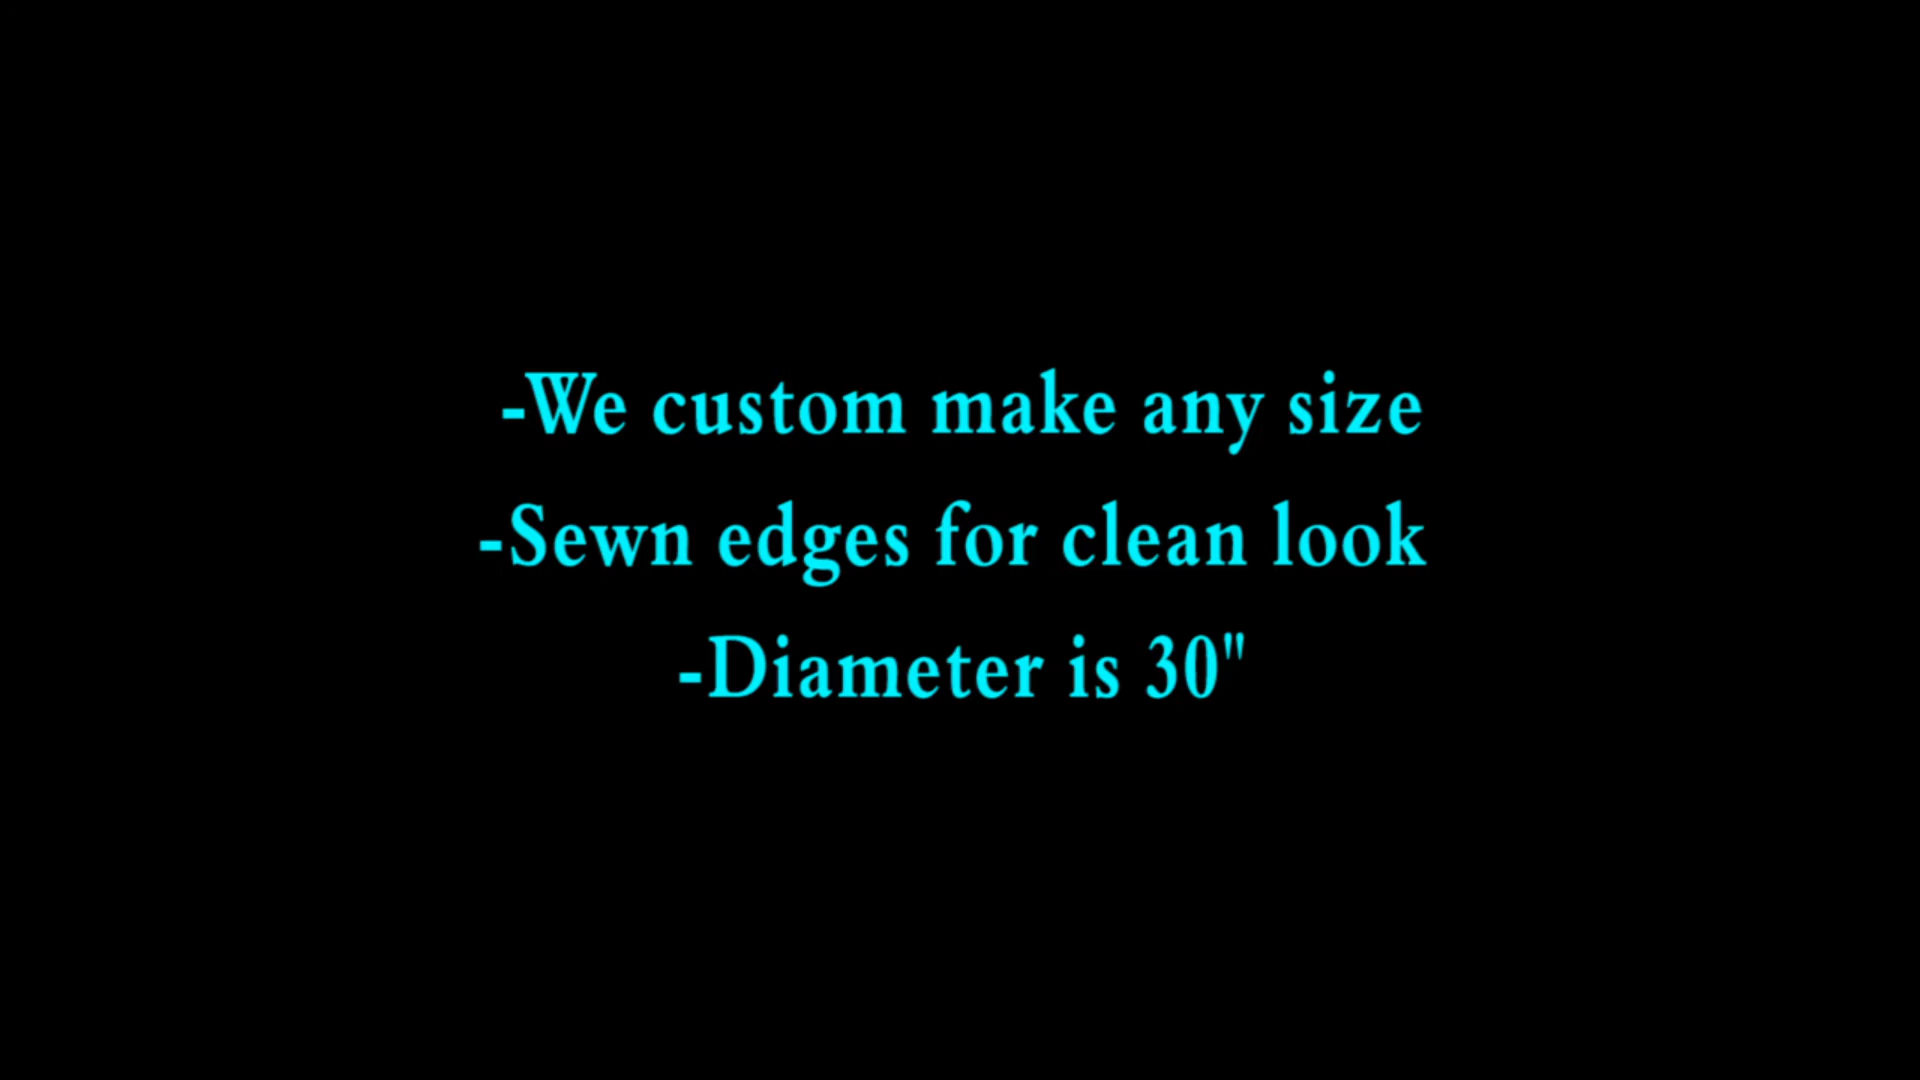 -We custom make any size
-Sewn edges for clean look
-Diameter is 30"